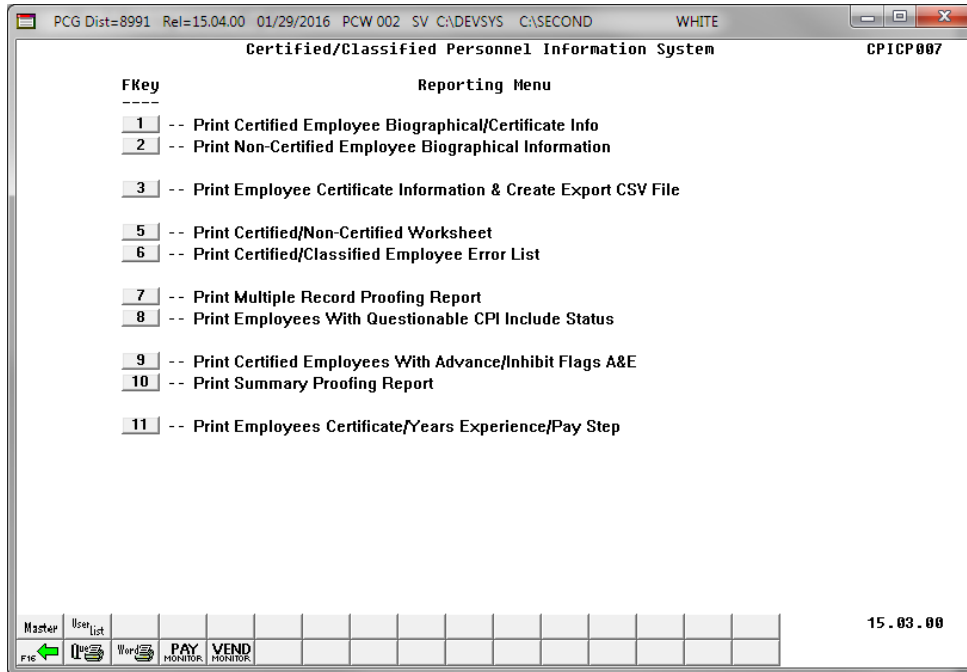 PCG Dist=8991 Rel=15.04.00 01/29/2016 PCW 002 SV C:\DEVSYS C:\SECOND WHITE
Certified/Classified Personnel Information System CPICP007
FKey Reporting Menu
----
1 -- Print Certified Employee Biographical/Certificate Info
2 -- Print Non-Certified Employee Biographical Information
3 -- Print Employee Certificate Information & Create Export CSV File
5 -- Print Certified/Non-Certified Worksheet
6 -- Print Certified/Classified Employee Error List
7 -- Print Multiple Record Proofing Report
8 -- Print Employees With Questionable CPI Include Status
9 -- Print Certified Employees With Advance/Inhibit Flags A&E
10 -- Print Summary Proofing Report
11 -- Print Employees Certificate/Years Experience/Pay Step
Master User List 15.03.00
F16 Que Word PAY MONITOR VEND MONITOR